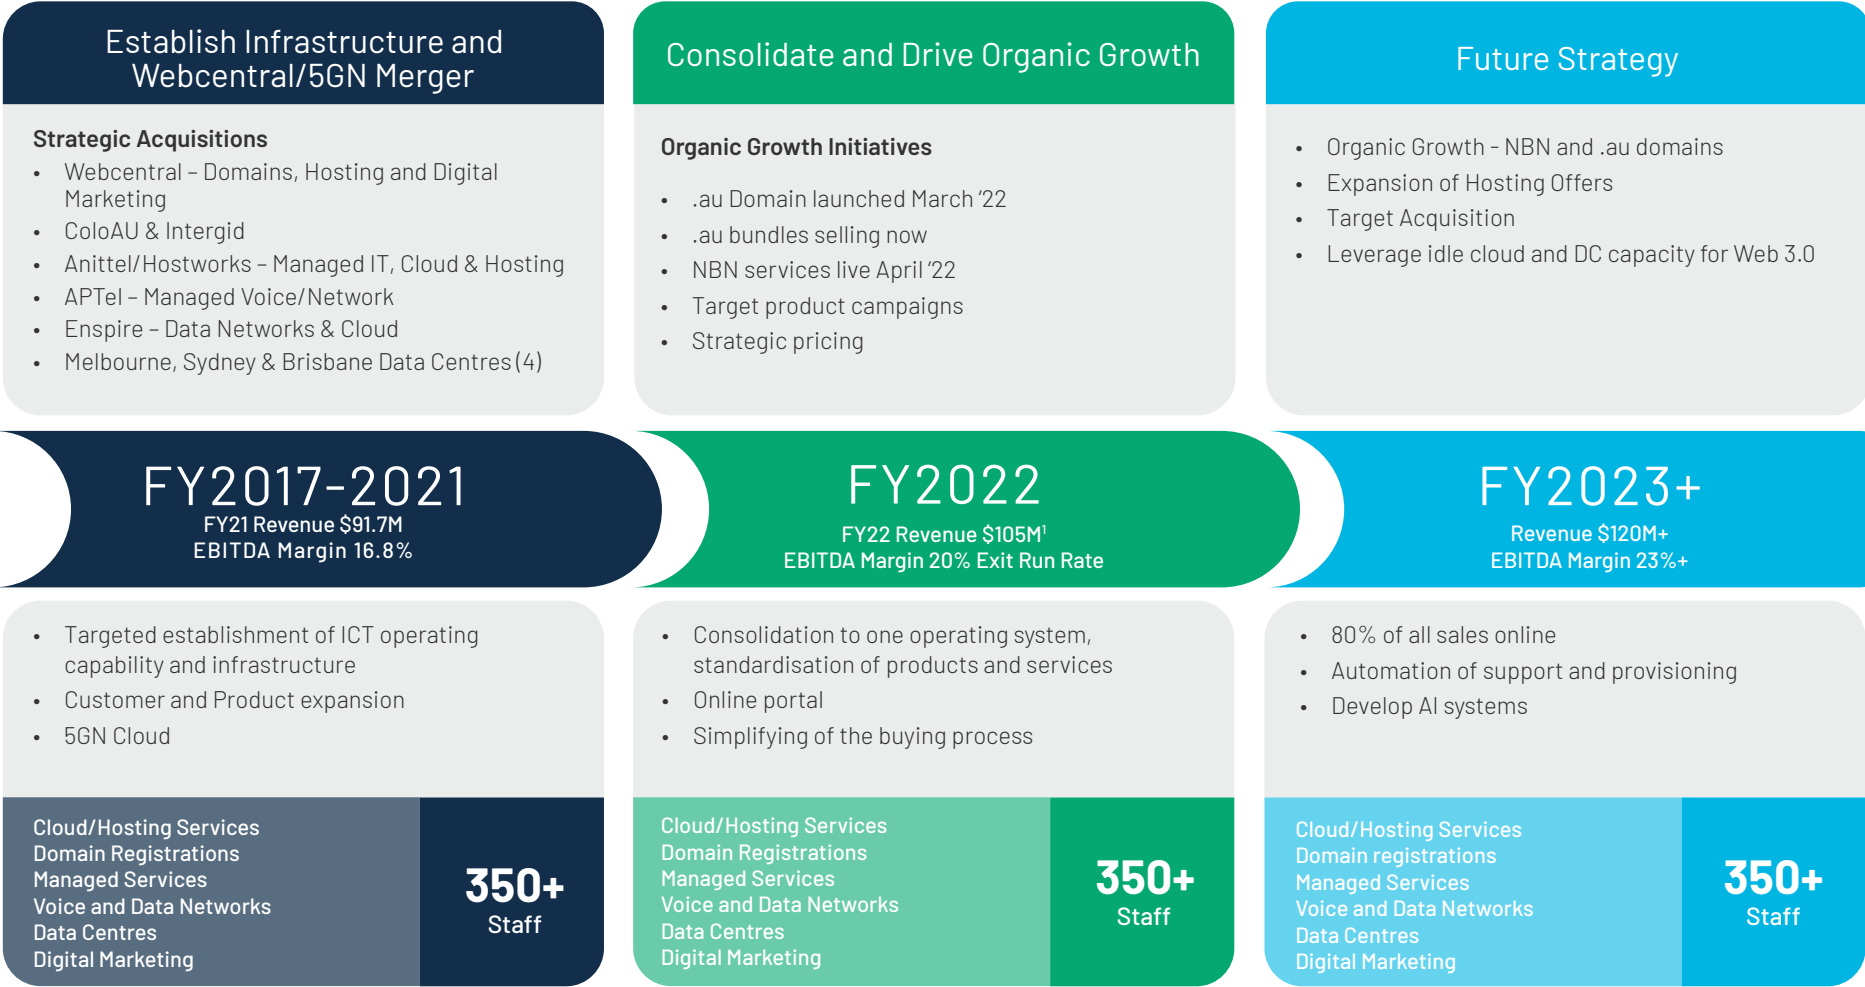 Establish Infrastructure and
Webcentral/5GN Merger
Strategic Acquisitions
• Webcentral – Domains, Hosting and Digital
Marketing
• ColoAU & Intergid
• Anittel/Hostworks – Managed IT, Cloud & Hosting
• APTel – Managed Voice/Network
• Enspire – Data Networks & Cloud
• Melbourne, Sydney & Brisbane Data Centres (4)
Consolidate and Drive Organic Growth
Organic Growth Initiatives
• .au Domain launched March ‘22
• .au bundles selling now
• NBN services live April ‘22
• Target product campaigns
• Strategic pricing
Future Strategy
• Organic Growth - NBN and .au domains
• Expansion of Hosting Offers
• Target Acquisition
• Leverage idle cloud and DC capacity for Web 3.0
FY2017-2021
FY21 Revenue $91.7M
EBITDA Margin 16.8%
FY2022
FY22 Revenue $105M¹
EBITDA Margin 20% Exit Run Rate
FY2023+
Revenue $120M+
EBITDA Margin 23%+
• Targeted establishment of ICT operating
capability and infrastructure
• Customer and Product expansion
• 5GN Cloud
• Consolidation to one operating system,
standardisation of products and services
• Online portal
• Simplifying of the buying process
• 80% of all sales online
• Automation of support and provisioning
• Develop AI systems
Cloud/Hosting Services
Domain Registrations
Managed Services
Voice and Data Networks
Data Centres
Digital Marketing
350+
Staff
Cloud/Hosting Services
Domain Registrations
Managed Services
Voice and Data Networks
Data Centres
Digital Marketing
350+
Staff
Cloud/Hosting Services
Domain registrations
Managed Services
Voice and Data Networks
Data Centres
Digital Marketing
350+
Staff